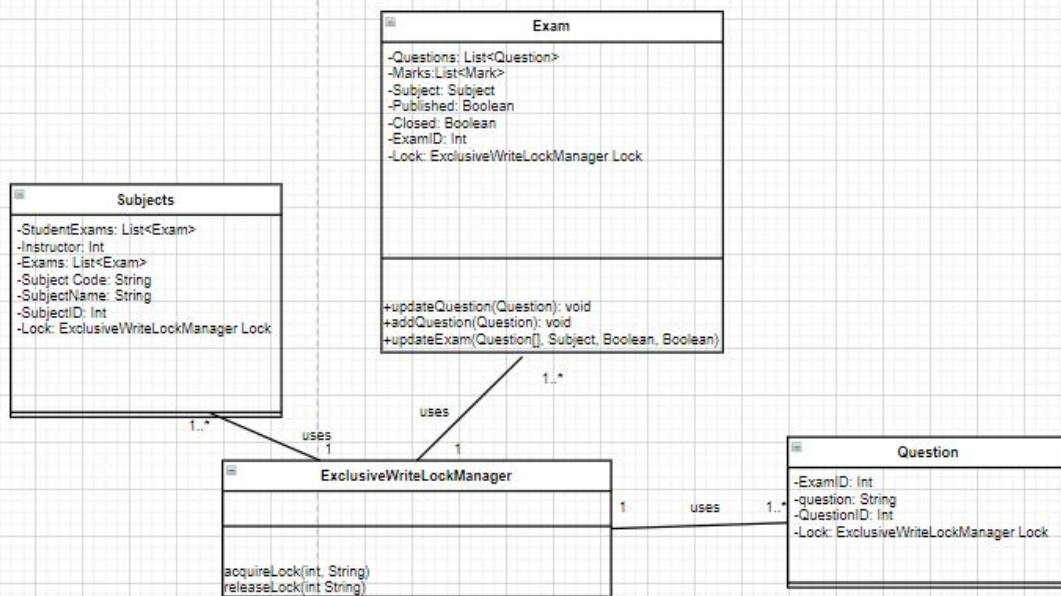 Exam
-Questions: List<Question>
-Marks:List<Mark>
-Subject: Subject
-Published: Boolean
-Closed: Boolean
-ExamID: Int
-Lock: ExclusiveWriteLockManager Lock
+updateQuestion(Question): void
+addQuestion(Question): void
+updateExam(Question[], Subject, Boolean, Boolean)
Subjects
-StudentExams: List<Exam>
-Instructor: Int
-Exams: List<Exam>
-Subject Code: String
-SubjectName: String
-SubjectID: Int
-Lock: ExclusiveWriteLockManager Lock
1..*
uses
1
1..*
uses
1
ExclusiveWriteLockManager
acquireLock(int, String)
releaseLock(int String)
1
uses
1..*
Question
-ExamID: Int
-question: String
-QuestionID: Int
-Lock: ExclusiveWriteLockManager Lock